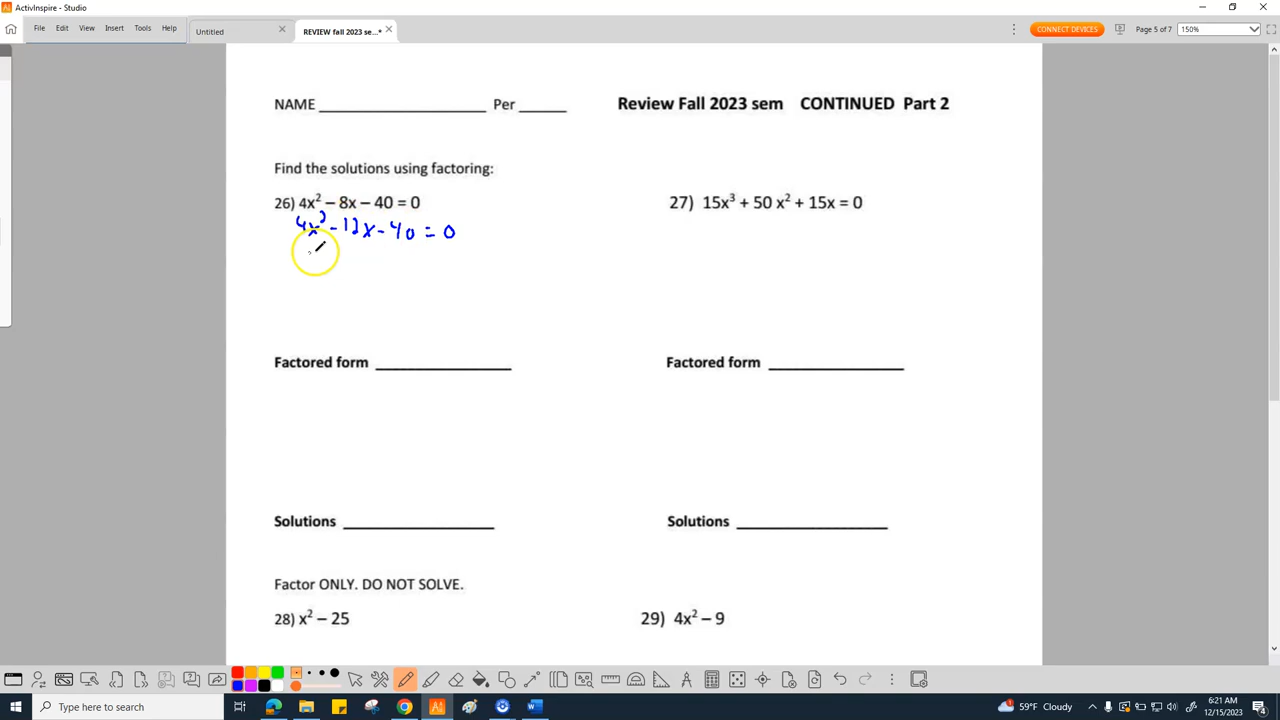 ActivInspire - Studio
File Edit View Insert Tools Help
Untitled
REVIEW fall 2023 se...*
CONNECT DEVICES
Page 5 of 7
150%
NAME ______________________ Per ______ Review Fall 2023 sem CONTINUED Part 2
Find the solutions using factoring:
26) 4x² – 8x – 40 = 0
27) 15x³ + 50 x² + 15x = 0
4x² - 12x - 40 = 0
Factored form __________________
Factored form __________________
Solutions ____________________
Solutions ____________________
Factor ONLY. DO NOT SOLVE.
28) x² – 25
29) 4x² – 9
Type here to search
59°F Cloudy
6:21 AM
12/15/2023